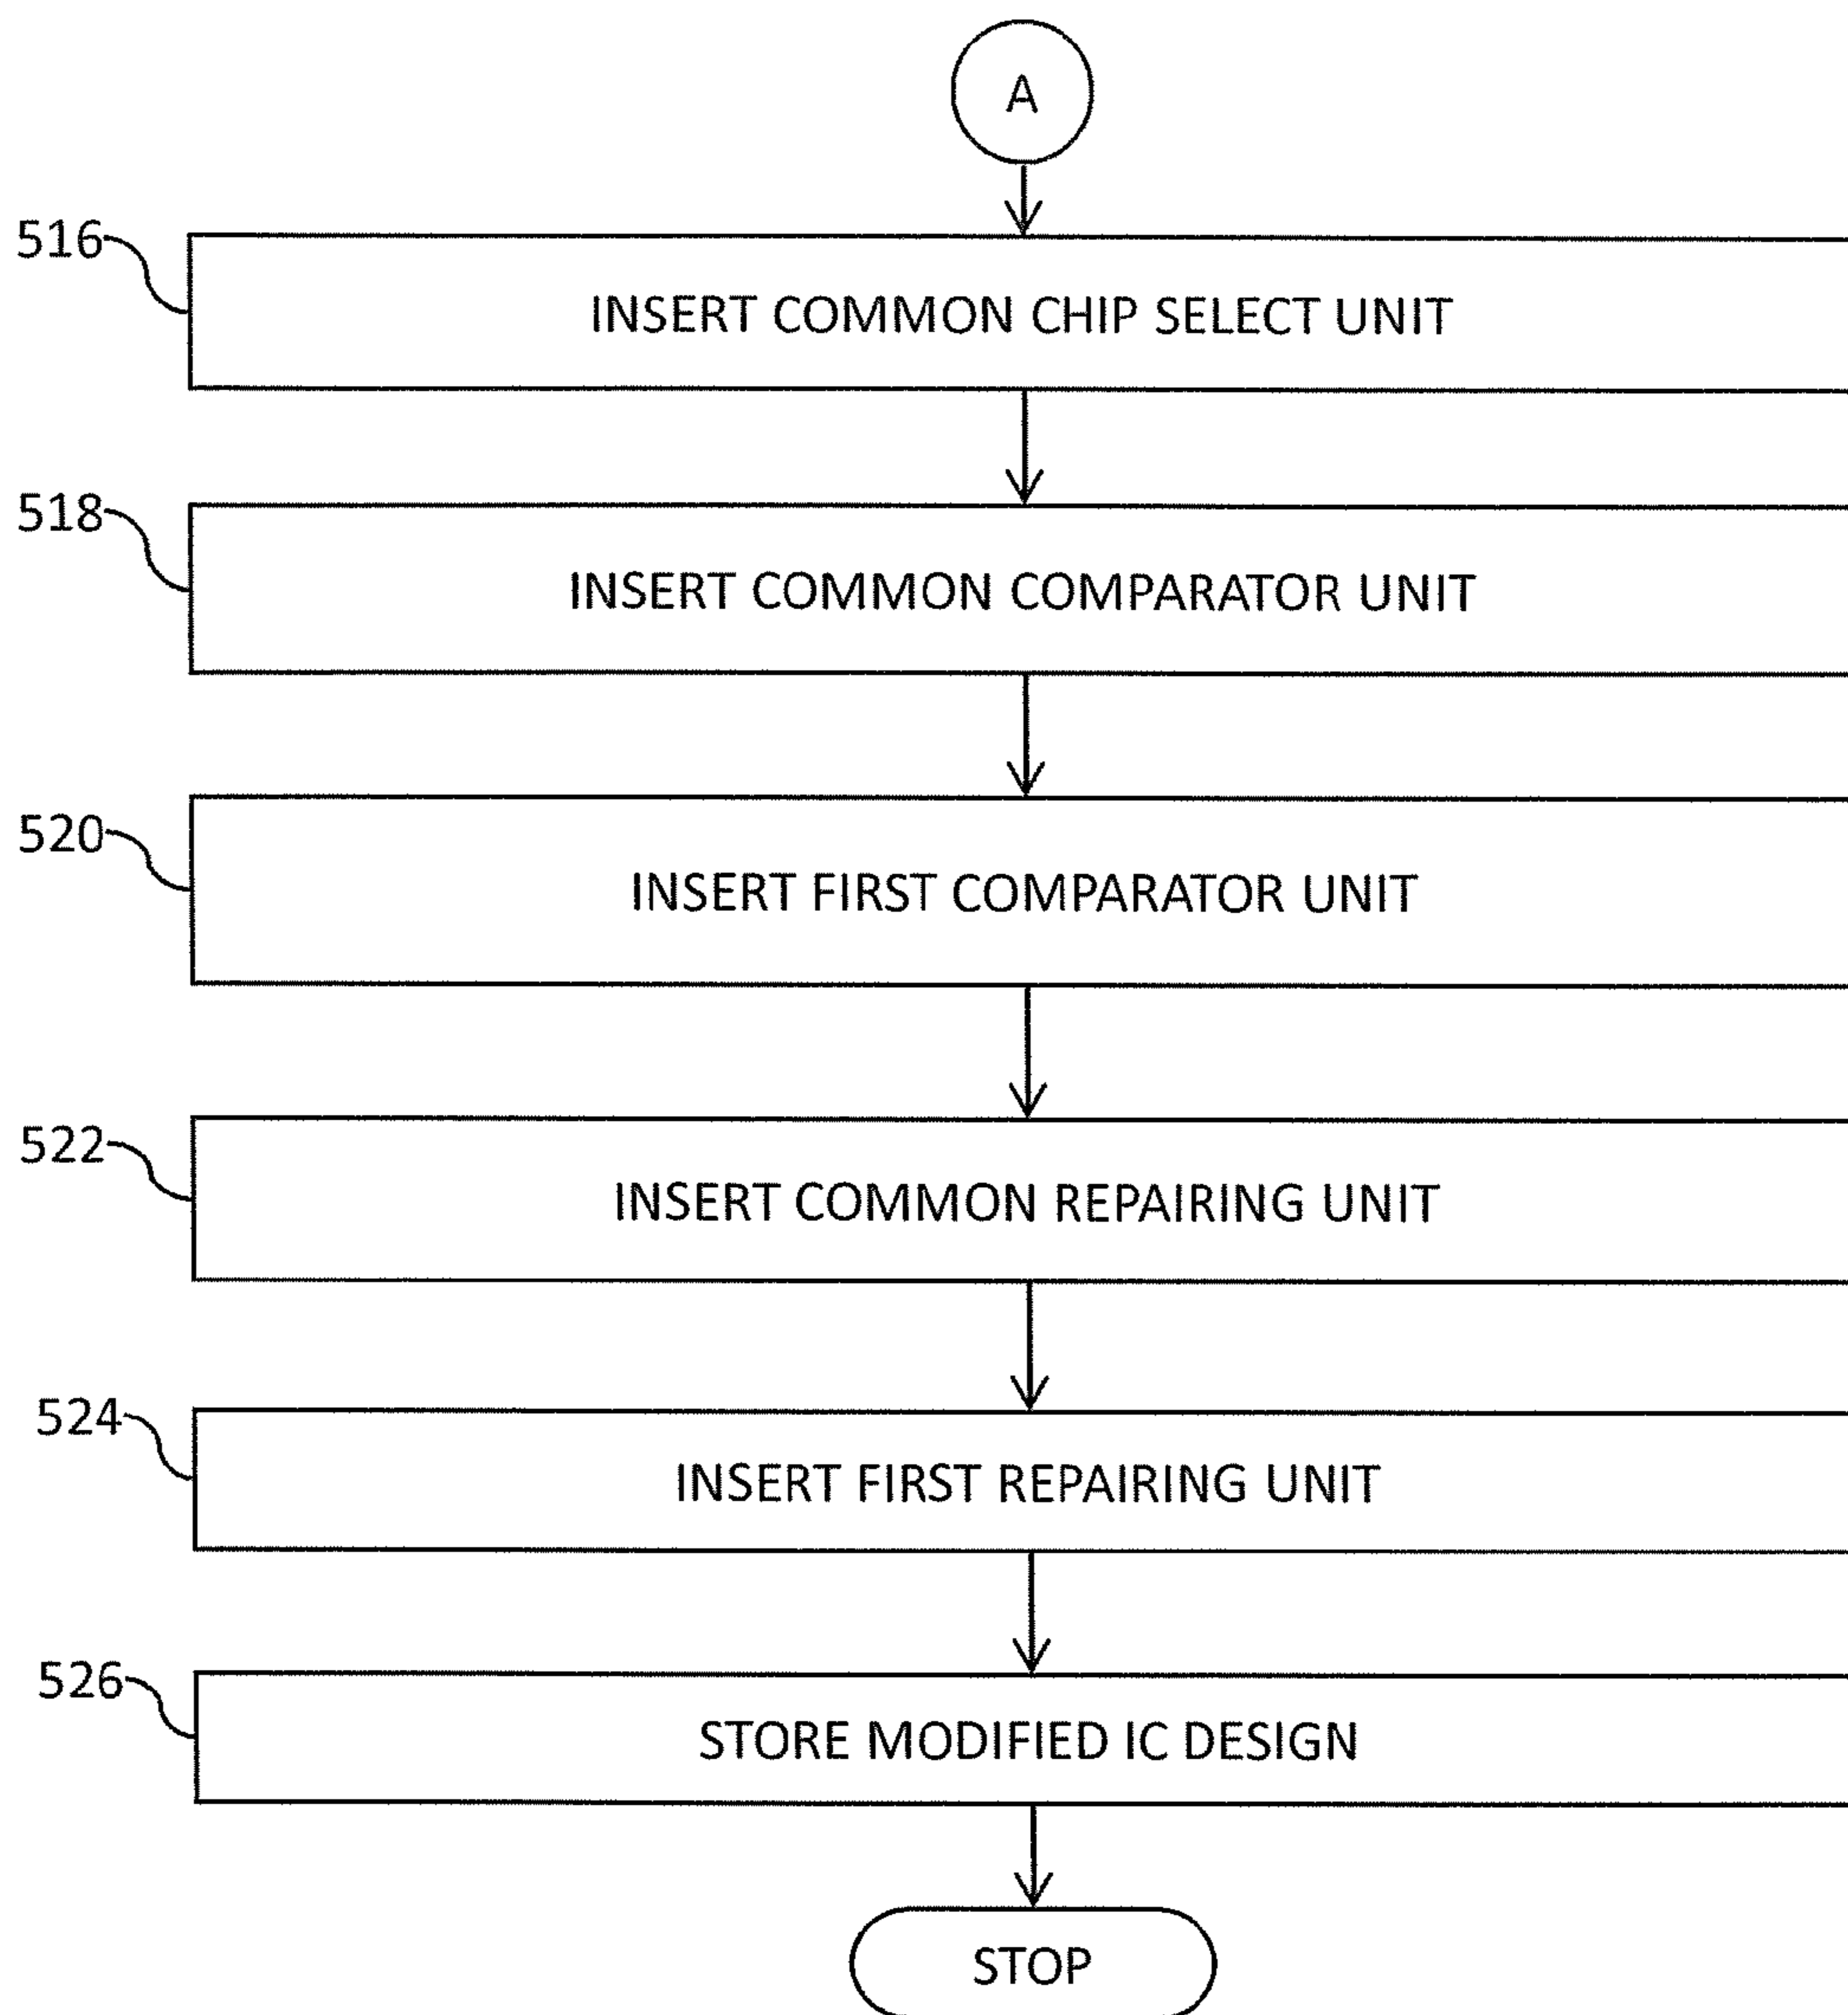 A
516
INSERT COMMON CHIP SELECT UNIT
518
INSERT COMMON COMPARATOR UNIT
520
INSERT FIRST COMPARATOR UNIT
522
INSERT COMMON REPAIRING UNIT
524
INSERT FIRST REPAIRING UNIT
526
STORE MODIFIED IC DESIGN
STOP